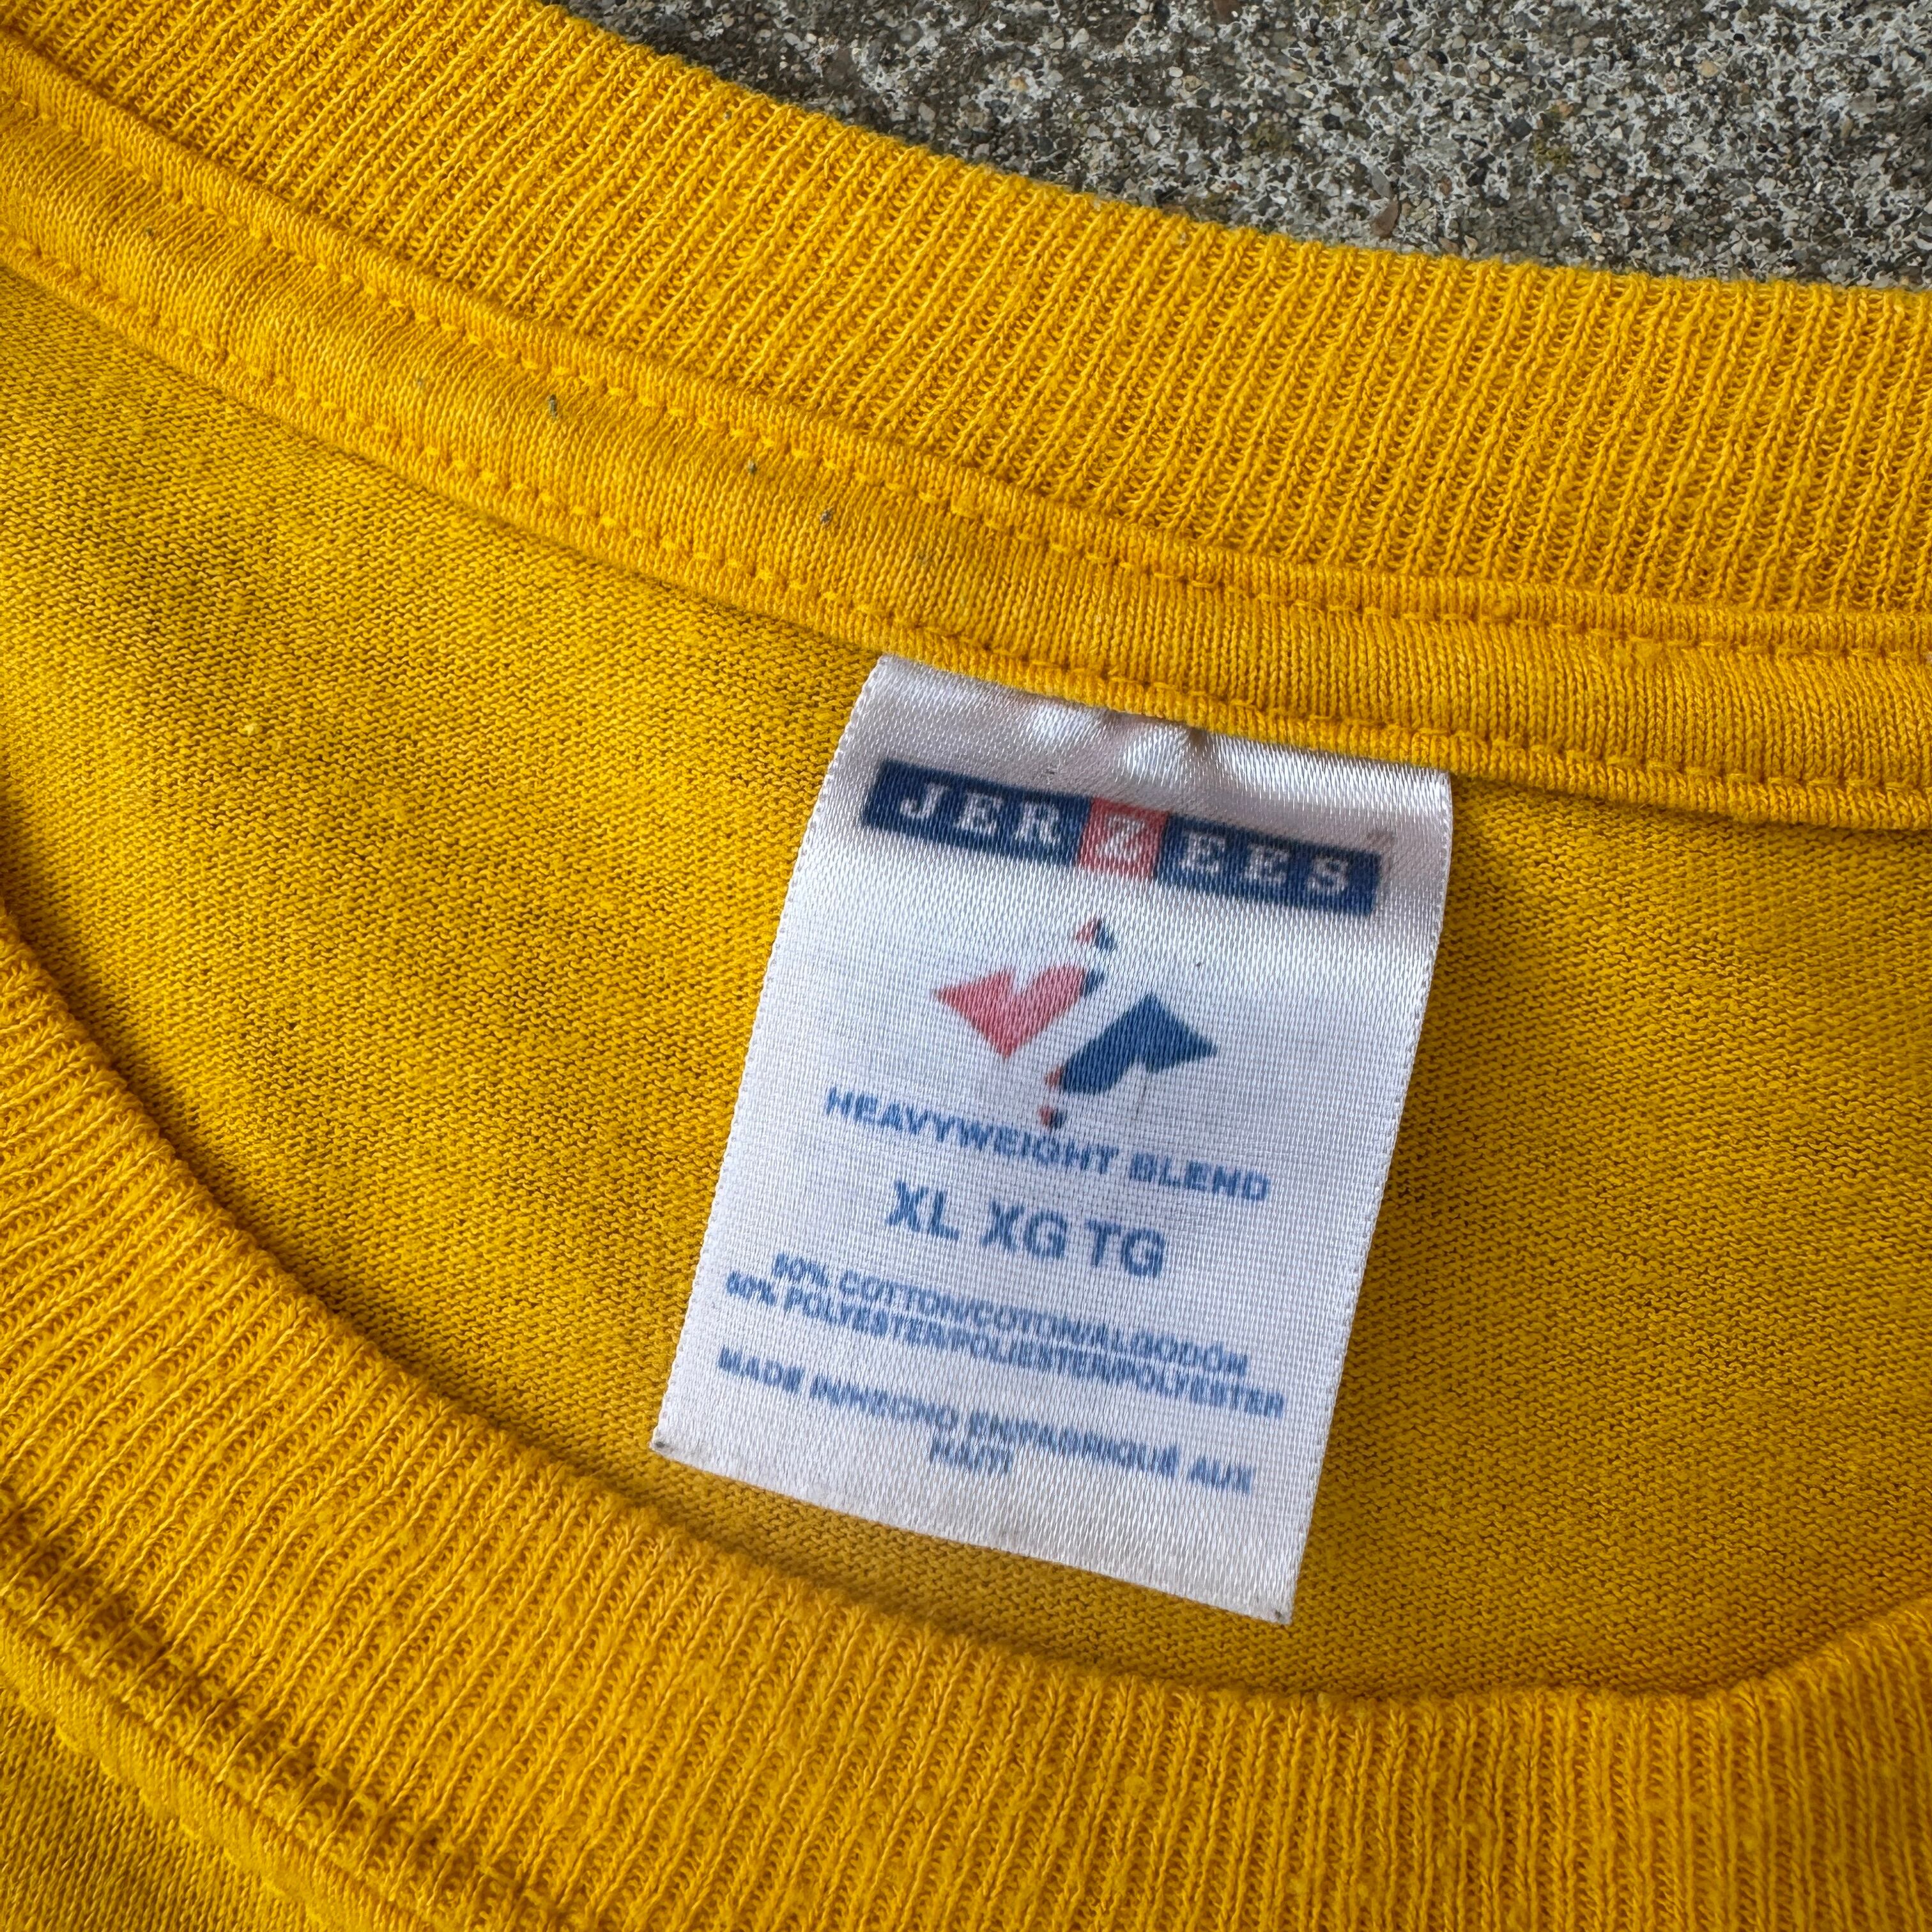 JERZEES
HEAVYWEIGHT BLEND
XL XG TG
50% COTTON/COTTON/ALGODÓN
50% POLYESTER/POLIESTER/POLYESTER
MADE IN/HECHO EN/FABRIQUÉ AUX
HAITI